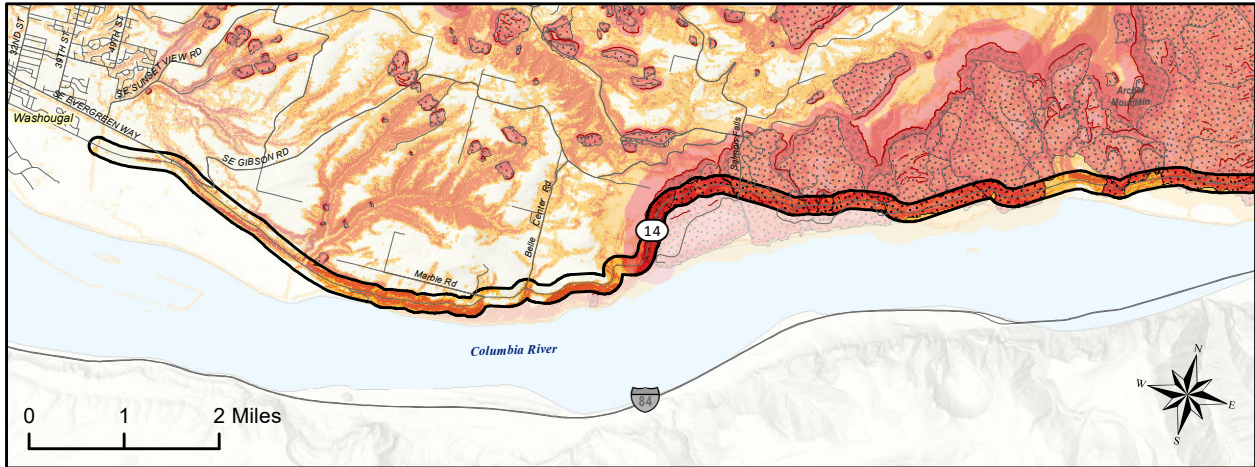 32ND ST
39TH ST
49TH ST
SE SUNSET VIEW RD
SE EVERGREEN WAY
Washougal
SE GIBSON RD
Belle Center Rd
Marble Rd
Salmon Falls
Archer
Mountain
14
Columbia River
84
0 1 2 Miles
N
W
E
S